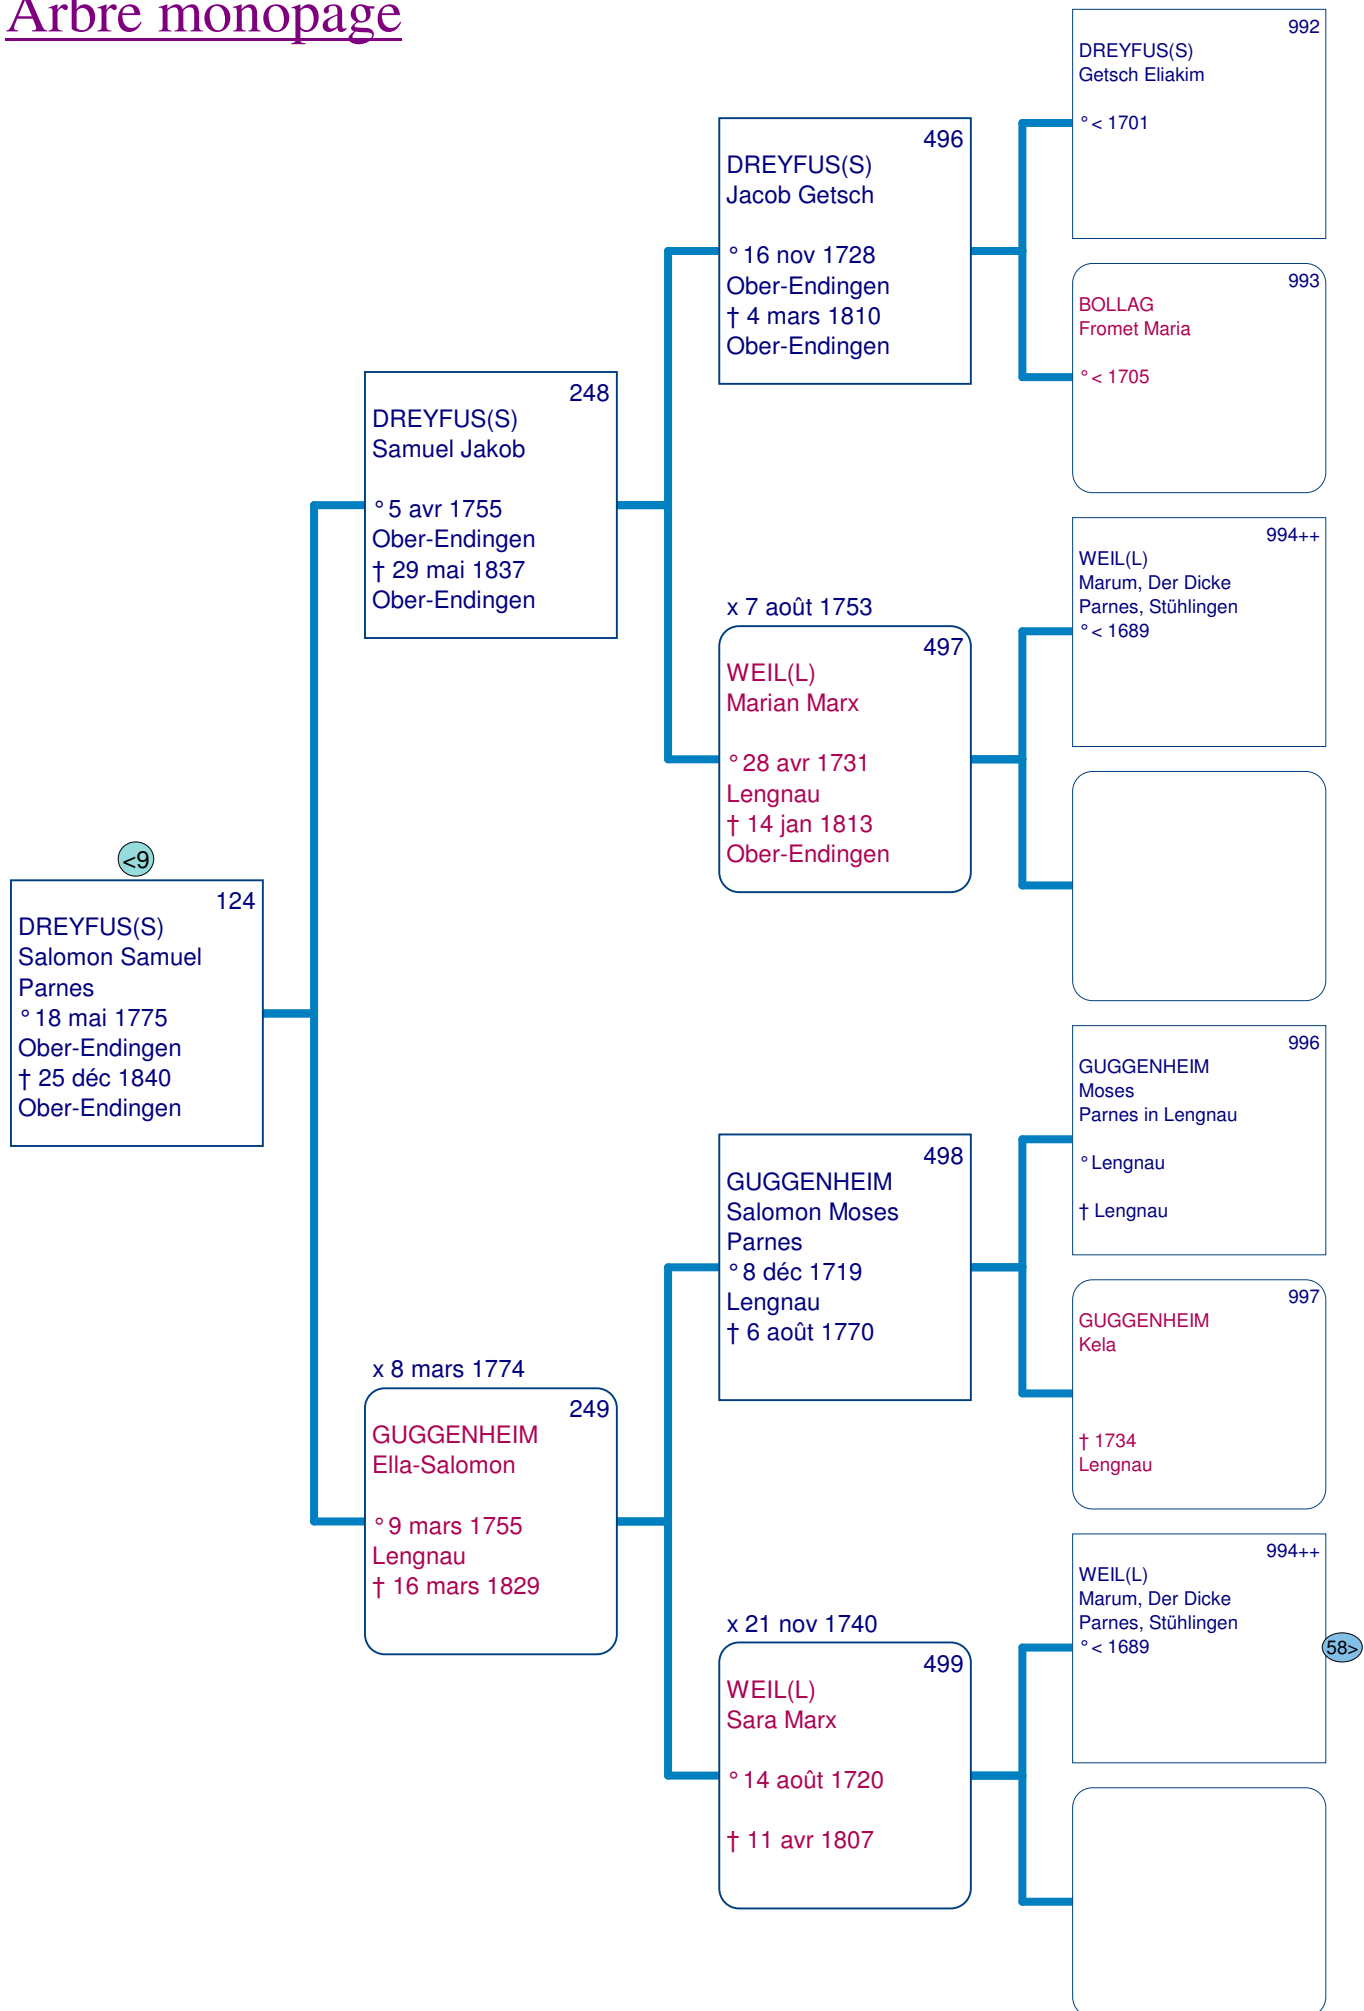 Arbre monopage
992
DREYFUS(S)
Getsch Eliakim
° < 1701
496
DREYFUS(S)
Jacob Getsch
° 16 nov 1728
Ober-Endingen
† 4 mars 1810
Ober-Endingen
993
BOLLAG
Fromet Maria
° < 1705
248
DREYFUS(S)
Samuel Jakob
° 5 avr 1755
Ober-Endingen
† 29 mai 1837
Ober-Endingen
994++
WEIL(L)
Marum, Der Dicke
Parnes, Stühlingen
° < 1689
x 7 août 1753
497
WEIL(L)
Marian Marx
° 28 avr 1731
Lengnau
† 14 jan 1813
Ober-Endingen
<9
124
DREYFUS(S)
Salomon Samuel
Parnes
° 18 mai 1775
Ober-Endingen
† 25 déc 1840
Ober-Endingen
996
GUGGENHEIM
Moses
Parnes in Lengnau
° Lengnau
† Lengnau
498
GUGGENHEIM
Salomon Moses
Parnes
° 8 déc 1719
Lengnau
† 6 août 1770
997
GUGGENHEIM
Kela
† 1734
Lengnau
x 8 mars 1774
249
GUGGENHEIM
Ella-Salomon
° 9 mars 1755
Lengnau
† 16 mars 1829
994++
WEIL(L)
Marum, Der Dicke
Parnes, Stühlingen
° < 1689
58>
x 21 nov 1740
499
WEIL(L)
Sara Marx
° 14 août 1720
† 11 avr 1807